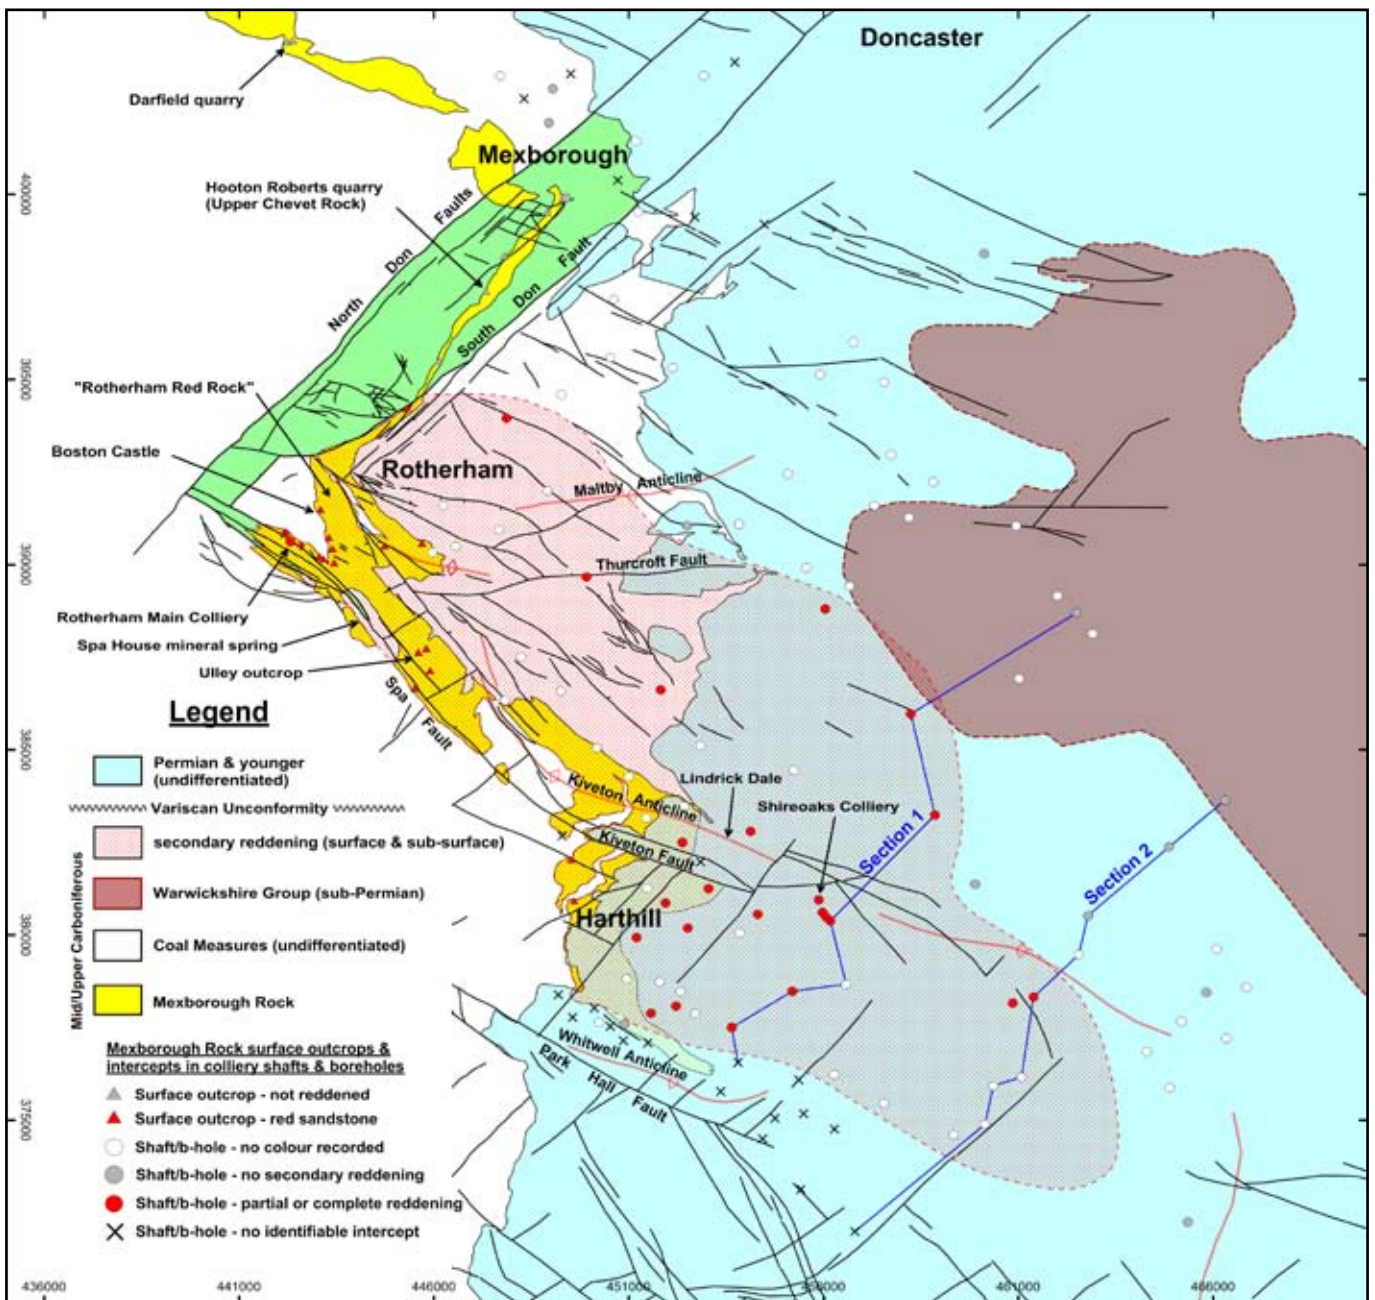 Doncaster
Darfield quarry
Mexborough
Hooton Roberts quarry
(Upper Chevet Rock)
North Don Faults
South Don Fault
"Rotherham Red Rock"
Boston Castle
Rotherham
Maltby Anticline
Thurcroft Fault
Rotherham Main Colliery
Spa House mineral spring
Ulley outcrop
Spa Fault
Kiveton Anticline
Lindrick Dale
Shireoaks Colliery
Kiveton Fault
Section 1
Section 2
Harthill
Whitwell Anticline
Park Hall Fault
Legend
Permian & younger
(undifferentiated)
Variscan Unconformity
secondary reddening (surface & sub-surface)
Warwickshire Group (sub-Permian)
Coal Measures (undifferentiated)
Mexborough Rock
Mid/Upper Carboniferous
Mexborough Rock surface outcrops &
intercepts in colliery shafts & boreholes
Surface outcrop - not reddened
Surface outcrop - red sandstone
Shaft/b-hole - no colour recorded
Shaft/b-hole - no secondary reddening
Shaft/b-hole - partial or complete reddening
Shaft/b-hole - no identifiable intercept
400000
395000
390000
385000
380000
375000
436000
441000
446000
451000
461000
466000